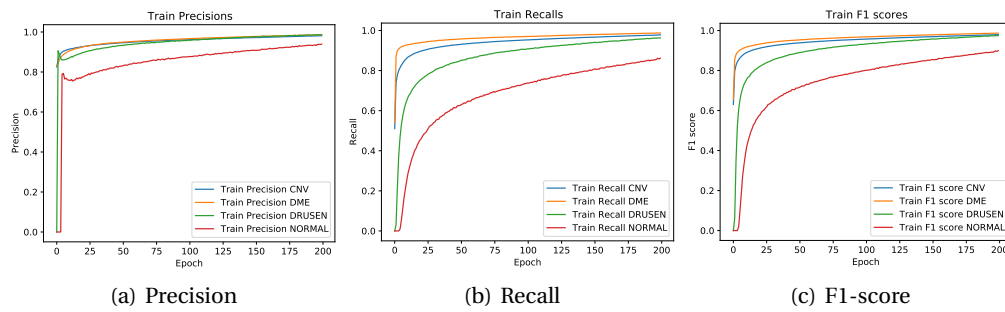 Train Precisions
1.0
0.8
0.6
0.4
0.2
0.0
Precision
0 25 50 75 100 125 150 175 200
Epoch
Train Precision CNV
Train Precision DME
Train Precision DRUSEN
Train Precision NORMAL
(a) Precision
Train Recalls
1.0
0.8
0.6
0.4
0.2
0.0
Recall
0 25 50 75 100 125 150 175 200
Epoch
Train Recall CNV
Train Recall DME
Train Recall DRUSEN
Train Recall NORMAL
(b) Recall
Train F1 scores
1.0
0.8
0.6
0.4
0.2
0.0
F1 score
0 25 50 75 100 125 150 175 200
Epoch
Train F1 score CNV
Train F1 score DME
Train F1 score DRUSEN
Train F1 score NORMAL
(c) F1-score